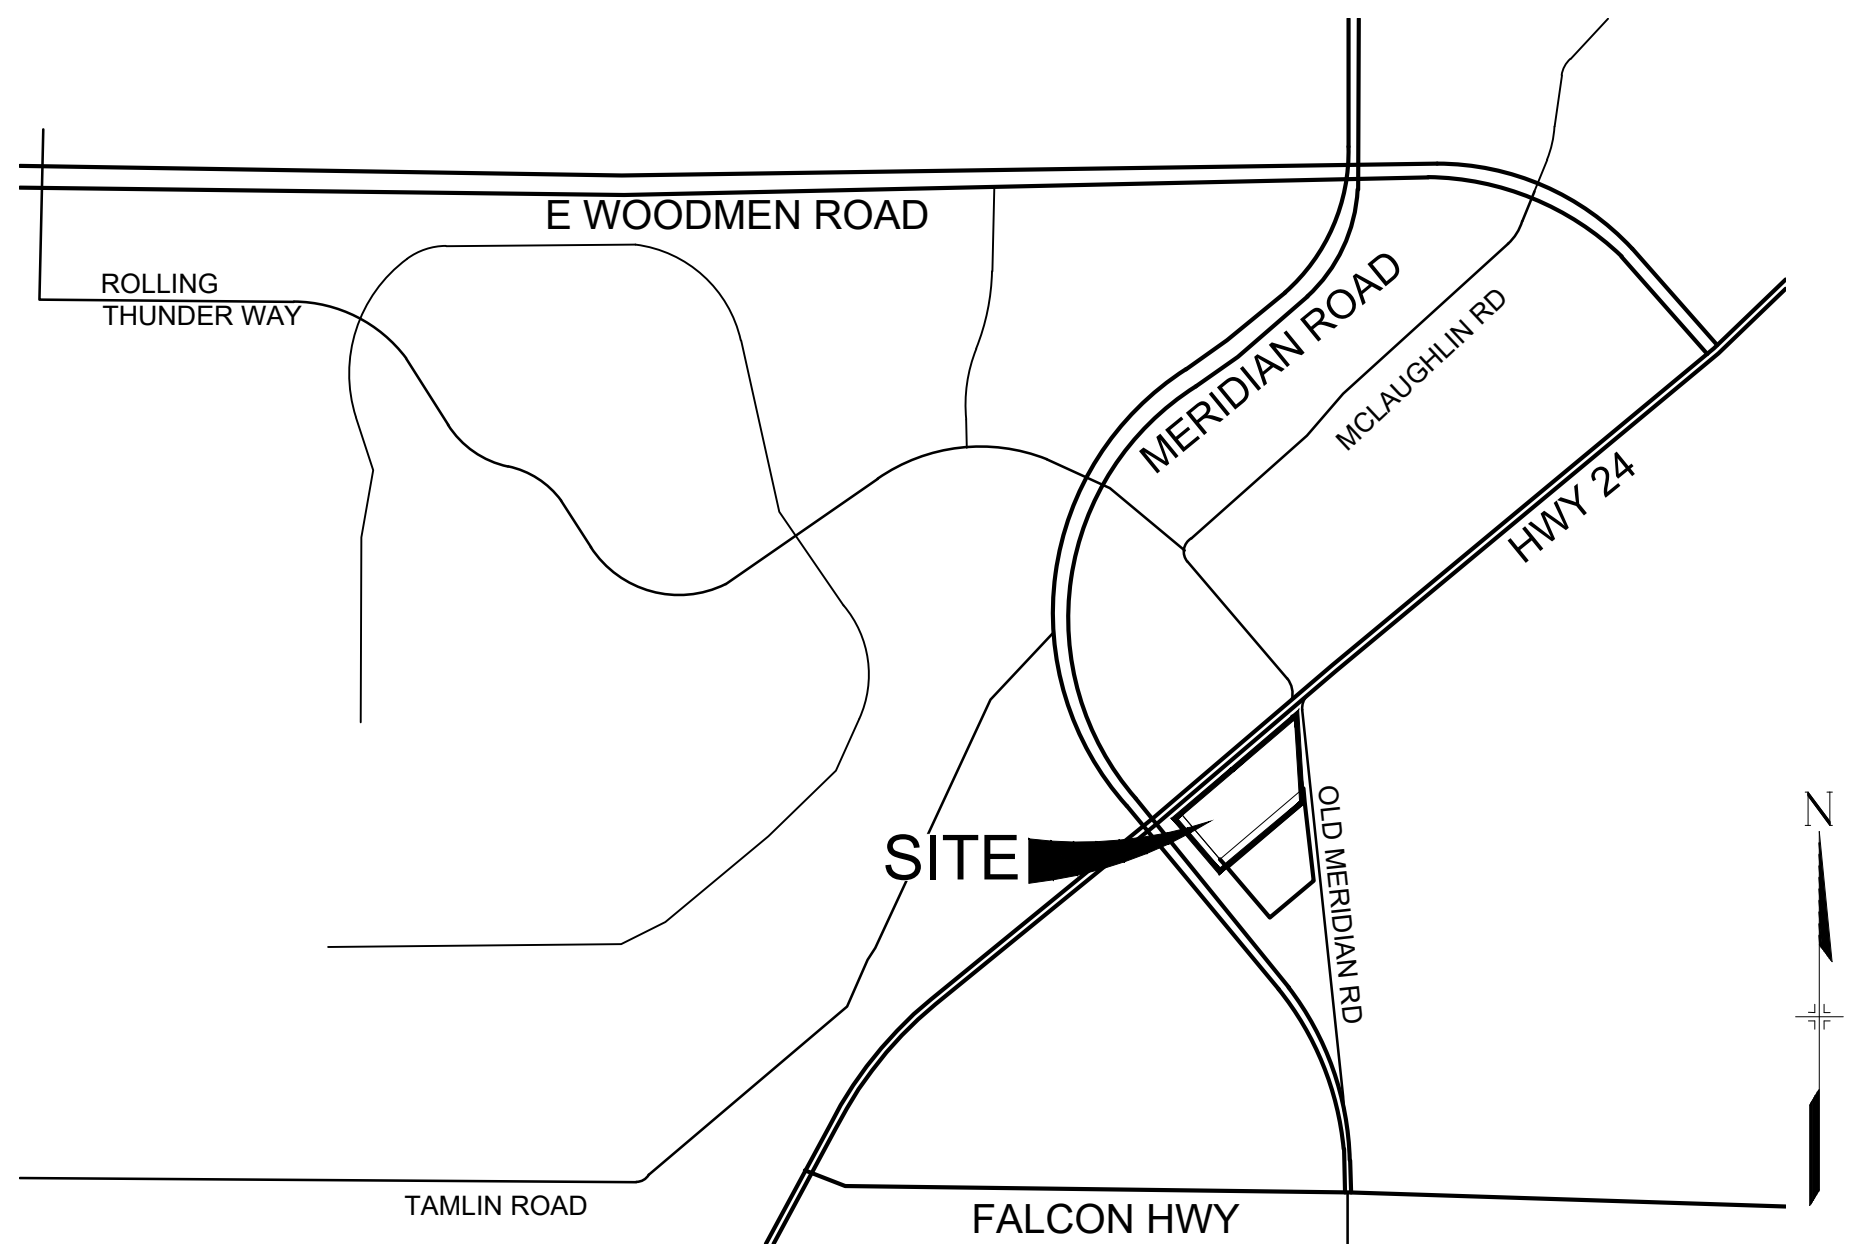 E WOODMEN ROAD
ROLLING
THUNDER WAY
MERIDIAN ROAD
MCLAUGHLIN RD
HWY 24
SITE
OLD MERIDIAN RD
N
TAMLIN ROAD
FALCON HWY